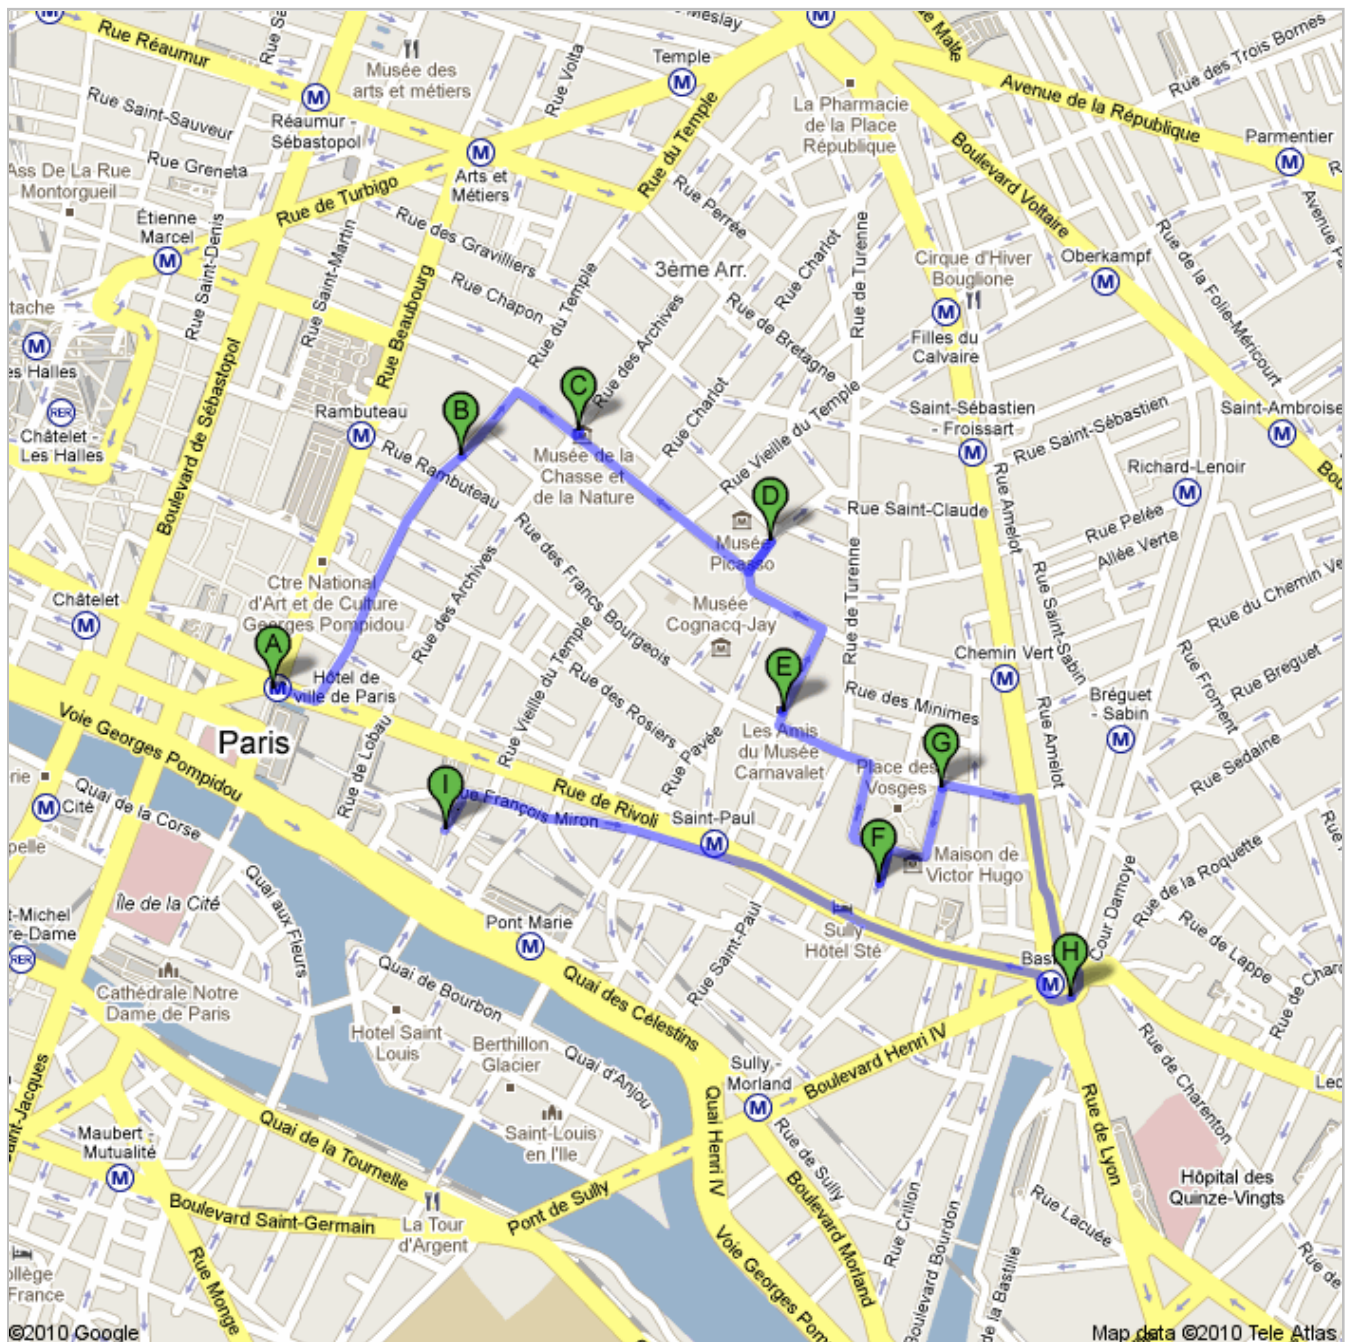 Rue Réaumur
Musée des
arts et métiers
Rue Volta
Meslay
Temple
Rue du Temple
Rue Saint-Sauveur
Réaumur -
Sébastopol
Rue Greneta
Ass De La Rue
Montorgueil
Étienne
Marcel
Rue de Turbigo
Arts et
Métiers
La Pharmacie
de la Place
République
Avenue de la République
Rue des Trois Bornes
Parmentier
Boulevard Voltaire
Rue Perrée
Rue des Gravilliers
3ème Arr.
Rue Charlot
Rue de Turenne
Cirque d'Hiver
Bouglione
Oberkampf
Rue de la Folie-Méricourt
Rue Saint-Denis
Rue Saint-Martin
Rue Beaubourg
Rue Chapon
Rue du Temple
Rue des Archives
Rue de Bretagne
Filles du
Calvaire
Les Halles
RER
Châtelet -
Les Halles
Boulevard de Sébastopol
Rambuteau
Rue Rambuteau
B
C
Musée de la
Chasse et
de la Nature
Rue Charlot
Rue Vieille du Temple
Saint-Sébastien
- Froissart
Rue Saint-Sébastien
Saint-Ambroise
Richard-Lenoir
D
Rue Saint-Claude
Rue Amelot
Rue Pelée
Allée Verte
Musée
Picasso
Rue des Francs Bourgeois
Rue des Archives
Ctre National
d'Art et de Culture
Georges Pompidou
Châtelet
Musée
Cognacq-Jay
Rue de Turenne
Rue Saint-Sabin
Rue du Chemin Ve
A
Hôtel de
ville de Paris
Rue Vieille du Temple
Rue des Rosiers
E
Rue des Minimes
Chemin Vert
Rue Froment
Rue Breguet
Bréguet
- Sabin
Voie Georges Pompidou
Paris
Rue de Lobau
Rue Pavée
Les Amis
du Musée
Carnavalet
G
Place des
Vosges
Rue Amelot
Rue Sedaine
Cité
Quai de la Corse
I
Rue François Miron
Rue de Rivoli
Saint-Paul
F
Maison de
Victor Hugo
Rue de la Roquette
Île de la Cité
Quai aux Fleurs
Pont Marie
Rue Saint-Paul
Sully
Hôtel Sté
H
Cour Damoye
Rue de Lappe
RER
Cathédrale Notre
Dame de Paris
Quai de Bourbon
Quai des Célestins
Hotel Saint
Louis
Berthillon
Glacier
Quai d'Anjou
Sully -
Morland
Boulevard Henri IV
Rue de Charenton
Rue de Lyon
Maubert -
Mutualité
Quai de la Tournelle
Saint-Louis
en l'Ile
Quai Henri IV
Rue de Sully
Hôpital des
Quinze-Vingts
Boulevard Saint-Germain
La Tour
d'Argent
Pont de Sully
Boulevard Morland
Rue Crillon
Boulevard Bourdon
Rue Lacuée
Rue Monge
©2010 Google
Map data ©2010 Tele Atlas